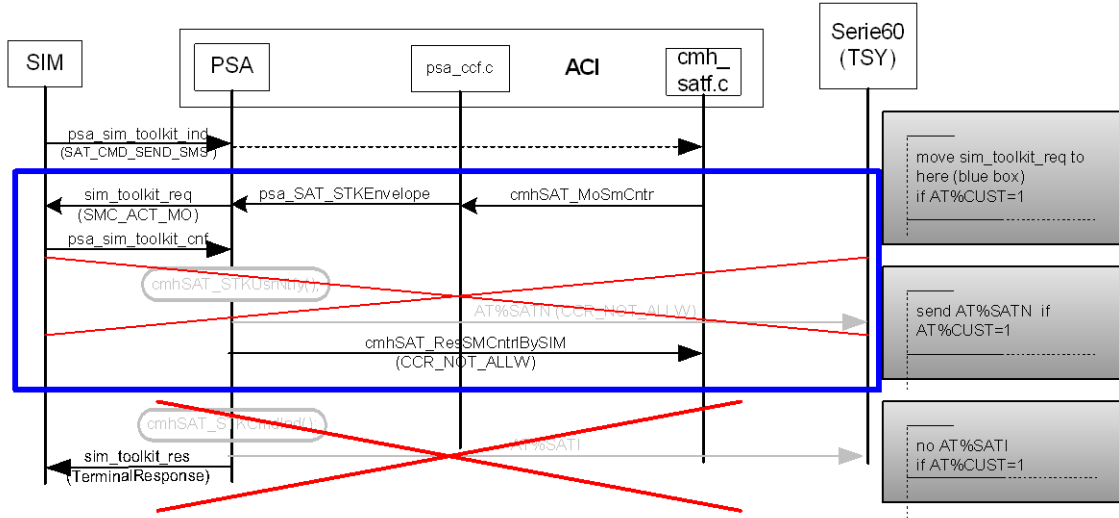 SIM
PSA
psa_ccf.c
ACI
cmh_
satf.c
Serie60
(TSY)
psa_sim_toolkit_ind
(SAT_CMD_SEND_SMS )
move sim_toolkit_req to
here (blue box)
if AT%CUST=1
sim_toolkit_req
(SMC_ACT_MO)
psa_SAT_STKEnvelope
cmhSAT_MoSmCntr
psa_sim_toolkit_cnf
cmhSAT_STKUsrNtfy();
AT%SATN (CCR_NOT_ALLW)
send AT%SATN if
AT%CUST=1
cmhSAT_ResSMCntrlBySIM
(CCR_NOT_ALLW)
cmhSAT_STKCmdInd();
AT%SATI
no AT%SATI
if AT%CUST=1
sim_toolkit_res
(TerminalResponse)